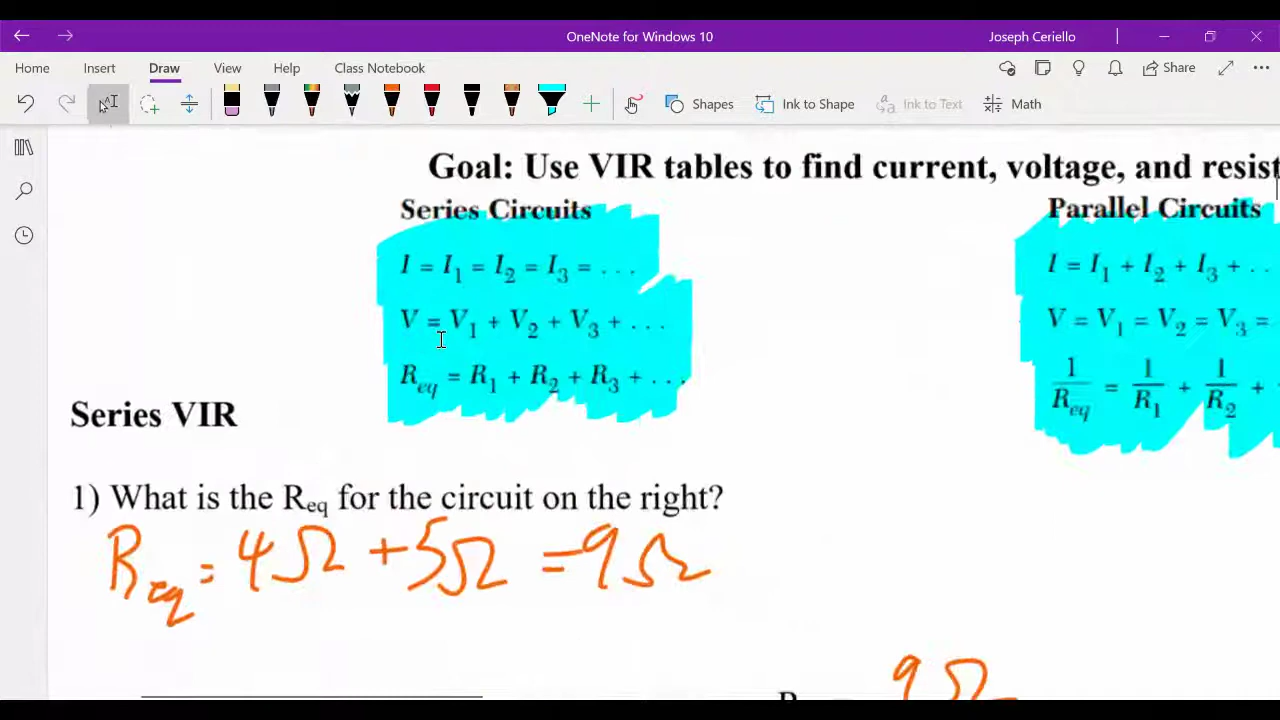 OneNote for Windows 10
Joseph Ceriello
Home Insert Draw View Help Class Notebook
Share
Shapes Ink to Shape Ink to Text Math
Goal: Use VIR tables to find current, voltage, and resist
Series Circuits
I = I1 = I2 = I3 = . . .
V = V1 + V2 + V3 + . . .
Req = R1 + R2 + R3 + . . .
Parallel Circuits
I = I1 + I2 + I3 + . .
V = V1 = V2 = V3 =
1/Req = 1/R1 + 1/R2 +
Series VIR
1) What is the Req for the circuit on the right?
Req = 4Ω + 5Ω = 9Ω
9Ω